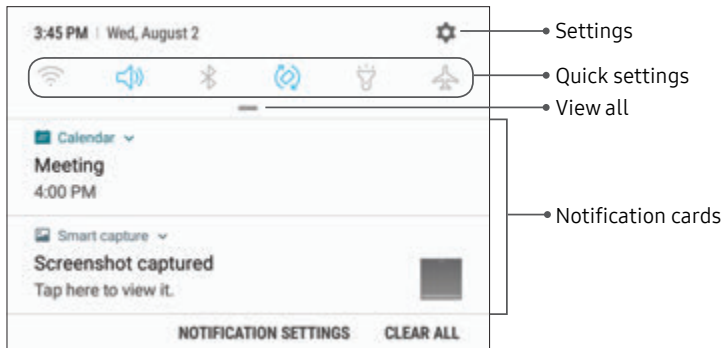 3:45 PM | Wed, August 2
Settings
Quick settings
View all
Calendar
Meeting
4:00 PM
Notification cards
Smart capture
Screenshot captured
Tap here to view it.
NOTIFICATION SETTINGS CLEAR ALL